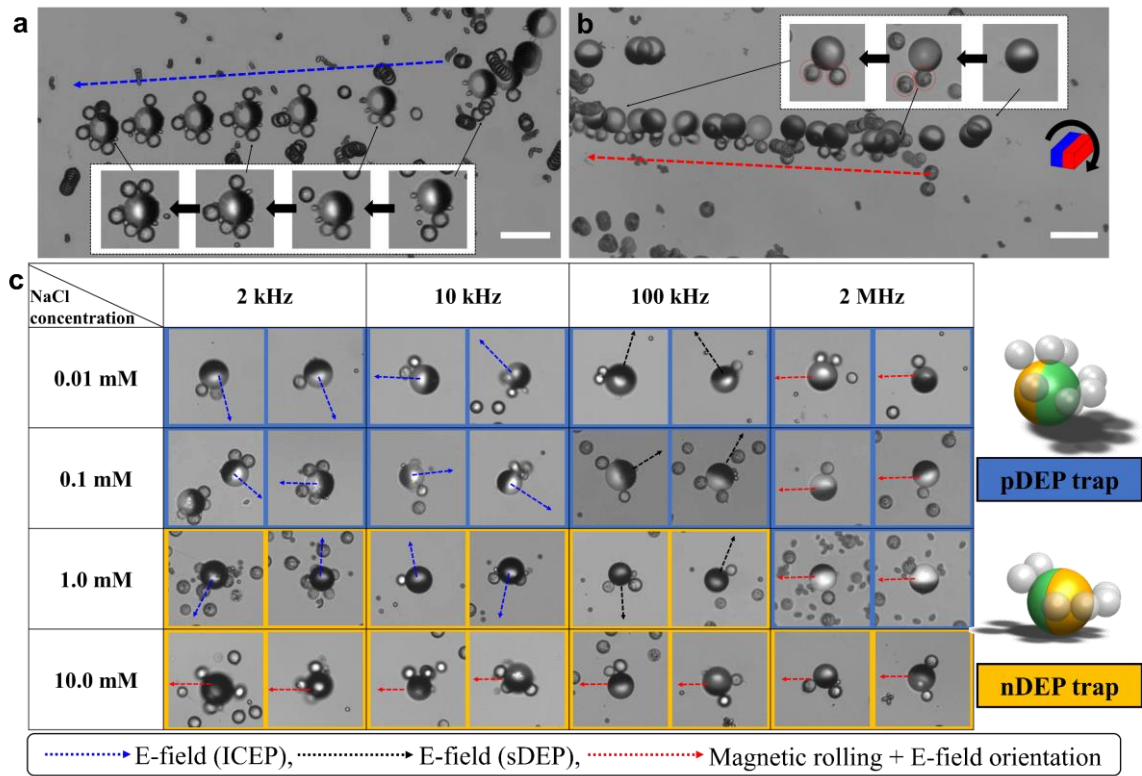 a
b
c
NaCl
concentration
2 kHz
10 kHz
100 kHz
2 MHz
0.01 mM
0.1 mM
pDEP trap
1.0 mM
10.0 mM
nDEP trap
E-field (ICEP), E-field (sDEP), Magnetic rolling + E-field orientation